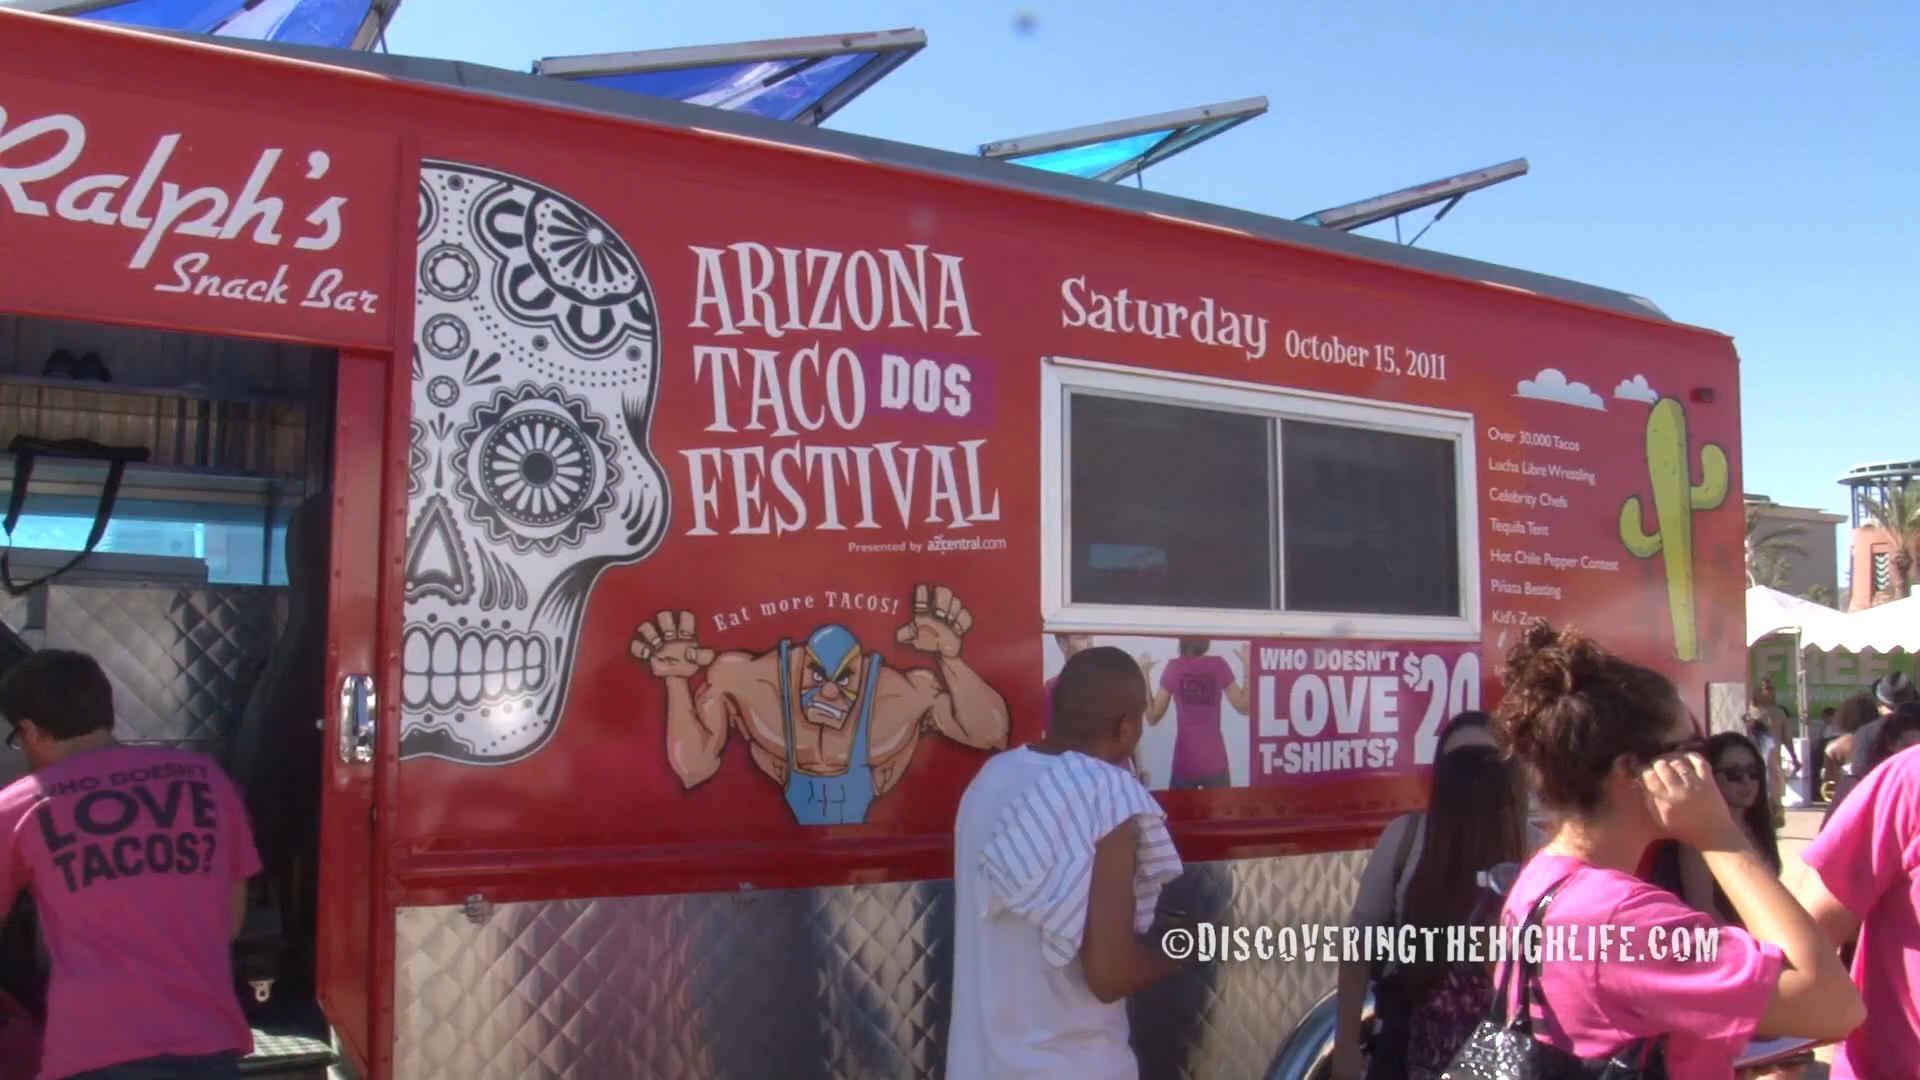 Ralph's
Snack Bar
ARIZONA
TACO DOS
FESTIVAL
Presented by azcentral.com
Eat more TACOS!
Saturday October 15, 2011
Over 30,000 Tacos
Lucha Libre Wrestling
Celebrity Chefs
Tequila Tent
Hot Chile Pepper Contest
Piñata Beating
Kid's
WHO DOESN'T
LOVE
T-SHIRTS?
$20
WHO DOESN'T
LOVE
TACOS?
FREE
©DISCOVERINGTHEHIGHLIFE.COM